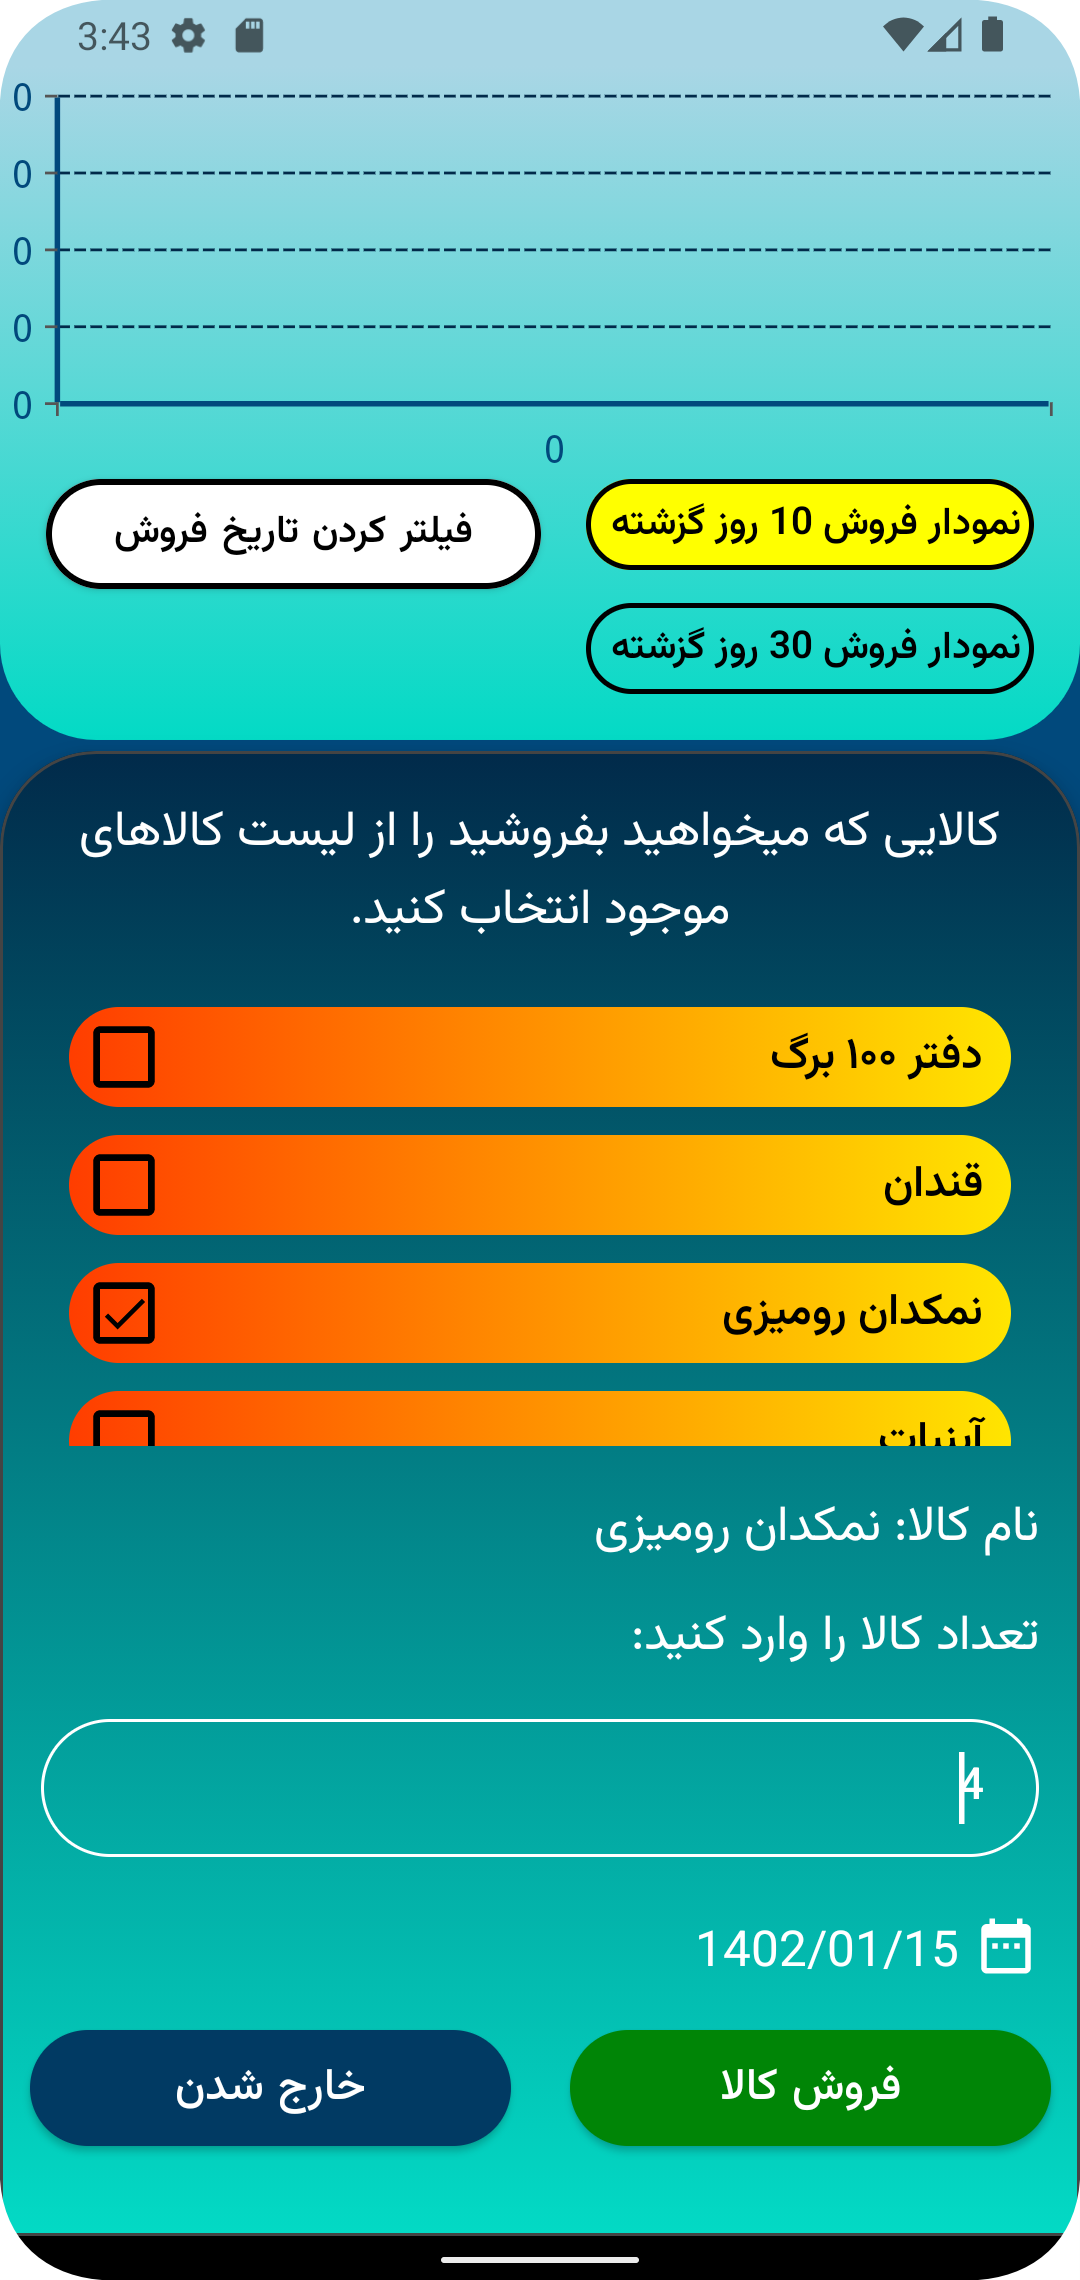 3:43
0
0
0
0
0
0
نمودار فروش 10 روز گزشته
فیلتر کردن تاریخ فروش
نمودار فروش 30 روز گزشته
کالایی که میخواهید بفروشید را از لیست کالاهای
موجود انتخاب کنید.
دفتر ۱۰۰ برگ
قندان
نمکدان رومیزی
نام کالا: نمکدان رومیزی
تعداد کالا را وارد کنید:
4
1402/01/15
فروش کالا
خارج شدن